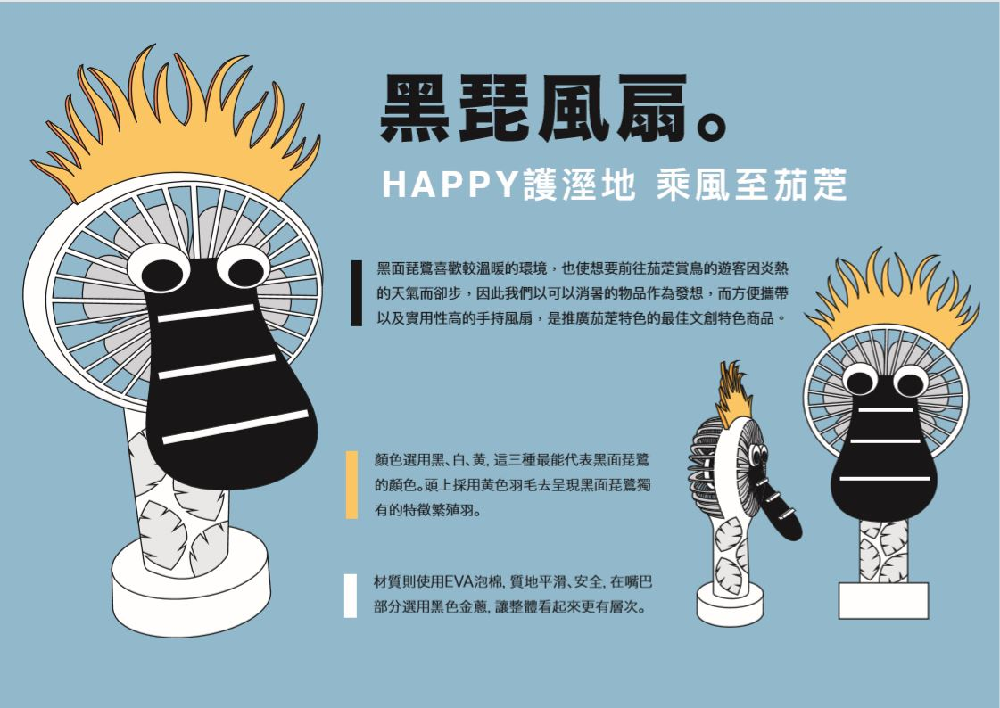 黑琵風扇。
HAPPY護溼地 乘風至茄萣
黑面琵鷺喜歡較溫暖的環境，也使想要前往茄萣賞鳥的遊客因炎熱
的天氣而卻步，因此我們以可以消暑的物品作為發想，而方便攜帶
以及實用性高的手持風扇，是推廣茄萣特色的最佳文創特色商品。
顏色選用黑、白、黃, 這三種最能代表黑面琵鷺
的顏色。頭上採用黃色羽毛去呈現黑面琵鷺獨
有的特徵繁殖羽。
材質則使用EVA泡棉, 質地平滑、安全, 在嘴巴
部分選用黑色金蔥, 讓整體看起來更有層次。